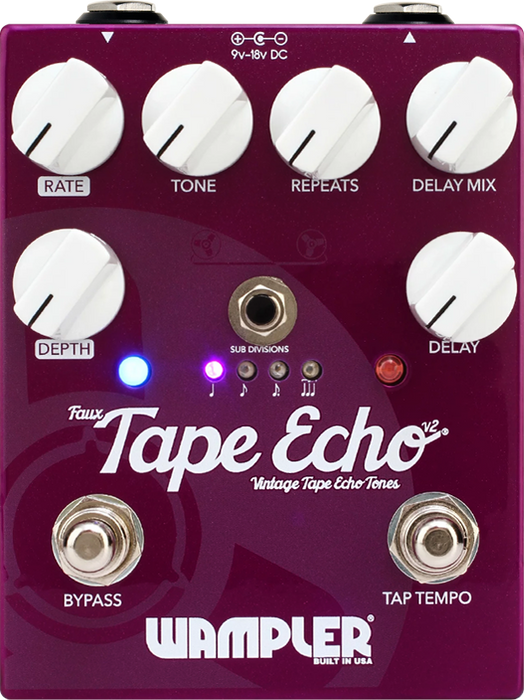 9v-18v DC
RATE
TONE
REPEATS
DELAY MIX
DEPTH
SUB DIVISIONS
DELAY
Faux
Tape Echo v2®
Vintage Tape Echo Tones
BYPASS
TAP TEMPO
WAMPLER®
BUILT IN USA